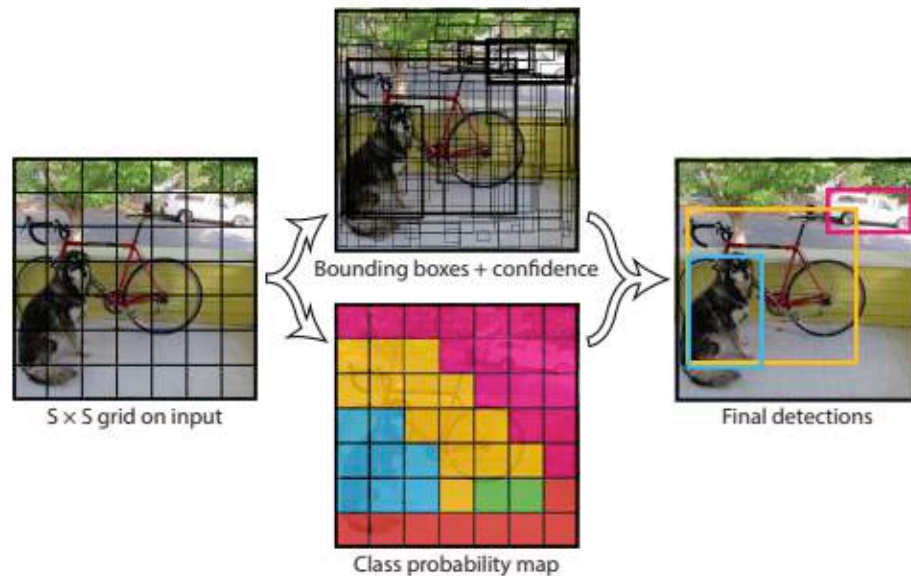 Bounding boxes + confidence
S × S grid on input
Final detections
Class probability map